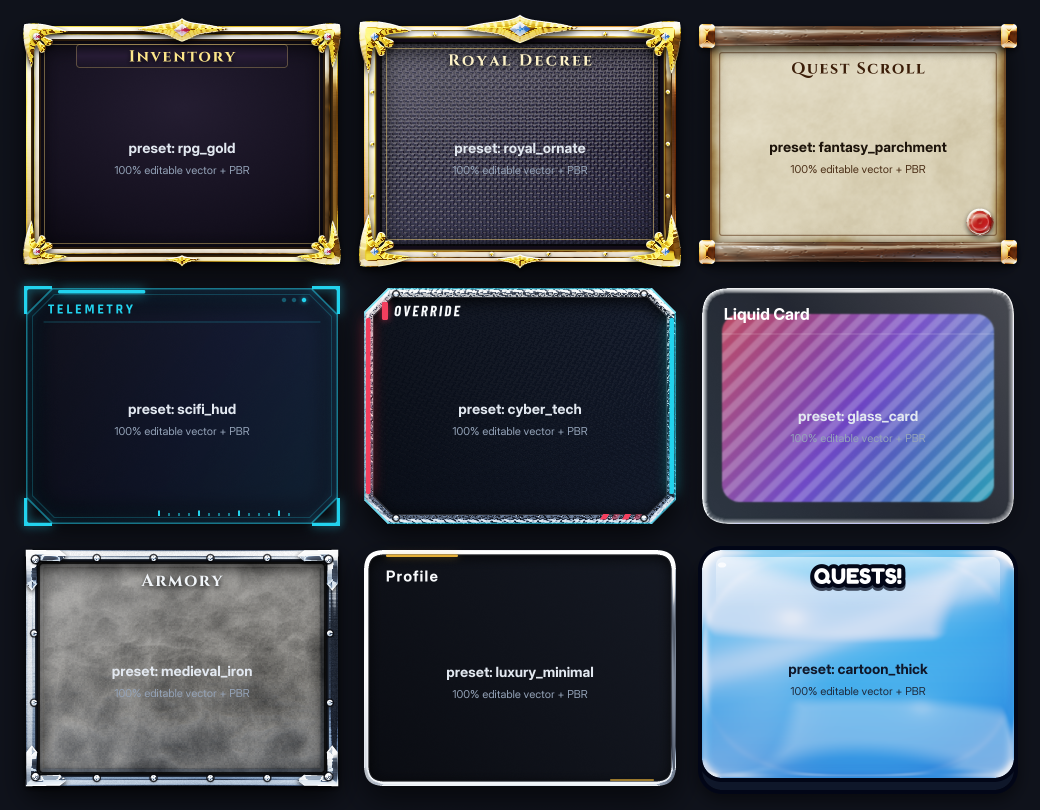 INVENTORY
preset: rpg_gold
100% editable vector + PBR
ROYAL DECREE
preset: royal_ornate
100% editable vector + PBR
QUEST SCROLL
preset: fantasy_parchment
100% editable vector + PBR
TELEMETRY
preset: scifi_hud
100% editable vector + PBR
OVERRIDE
preset: cyber_tech
100% editable vector + PBR
Liquid Card
preset: glass_card
100% editable vector + PBR
ARMORY
preset: medieval_iron
100% editable vector + PBR
Profile
preset: luxury_minimal
100% editable vector + PBR
QUESTS!
preset: cartoon_thick
100% editable vector + PBR